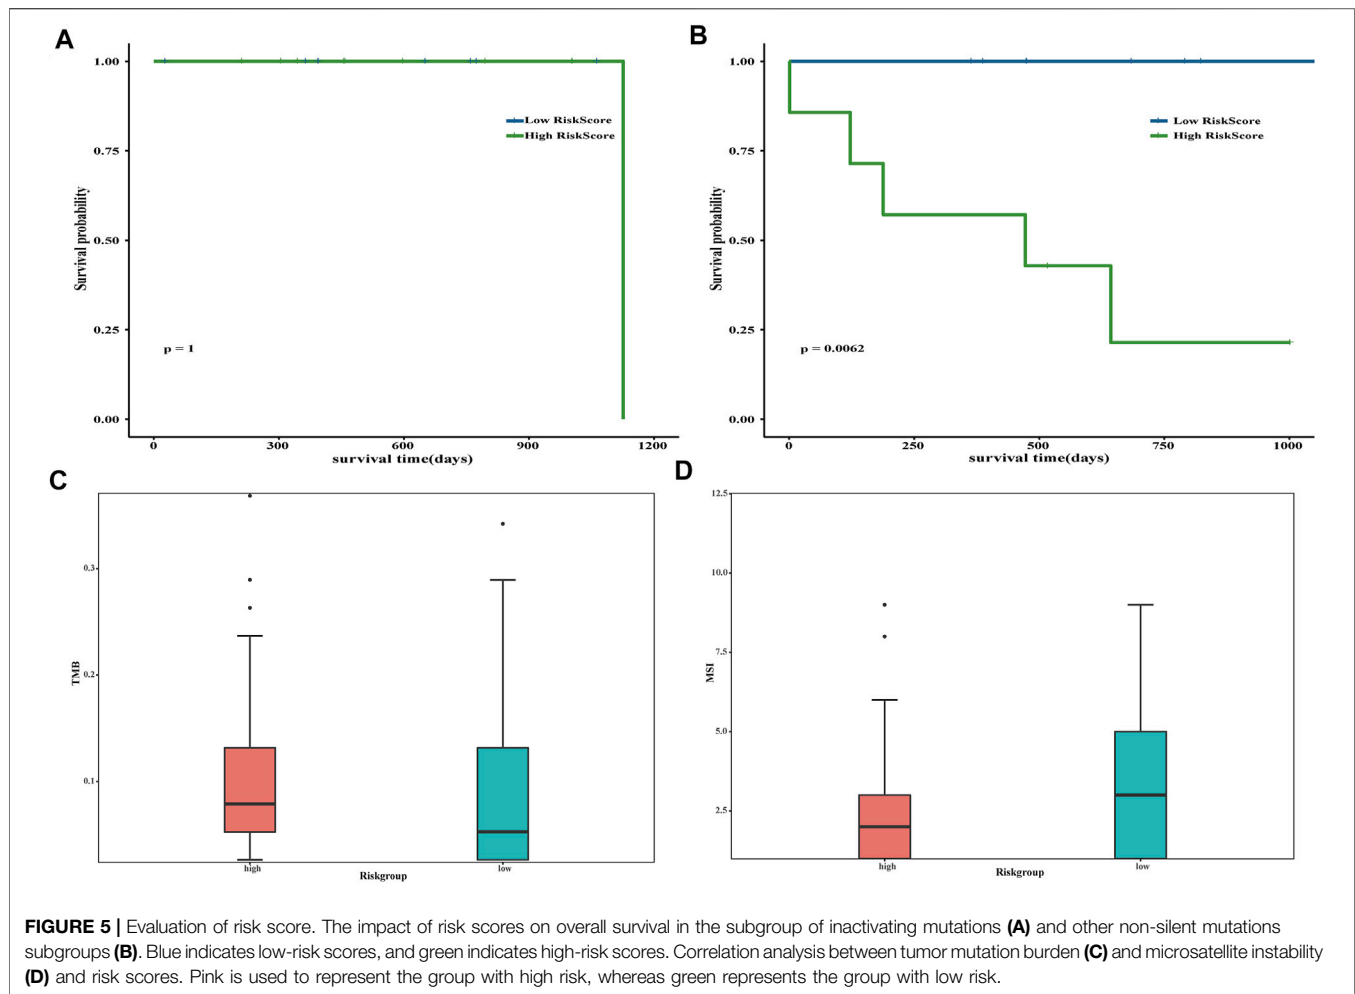 A
1.00
0.75
0.50
0.25
0.00
Survival probability
Low RiskScore
High RiskScore
p = 1
0 300 600 900 1200
survival time(days)
B
1.00
0.75
0.50
0.25
0.00
Survival probability
Low RiskScore
High RiskScore
p = 0.0062
0 250 500 750 1000
survival time(days)
C
0.3
0.2
0.1
TMB
high low
Riskgroup
D
12.5
10.0
7.5
5.0
2.5
MSI
high low
Riskgroup
FIGURE 5 | Evaluation of risk score. The impact of risk scores on overall survival in the subgroup of inactivating mutations (A) and other non-silent mutations
subgroups (B). Blue indicates low-risk scores, and green indicates high-risk scores. Correlation analysis between tumor mutation burden (C) and microsatellite instability
(D) and risk scores. Pink is used to represent the group with high risk, whereas green represents the group with low risk.